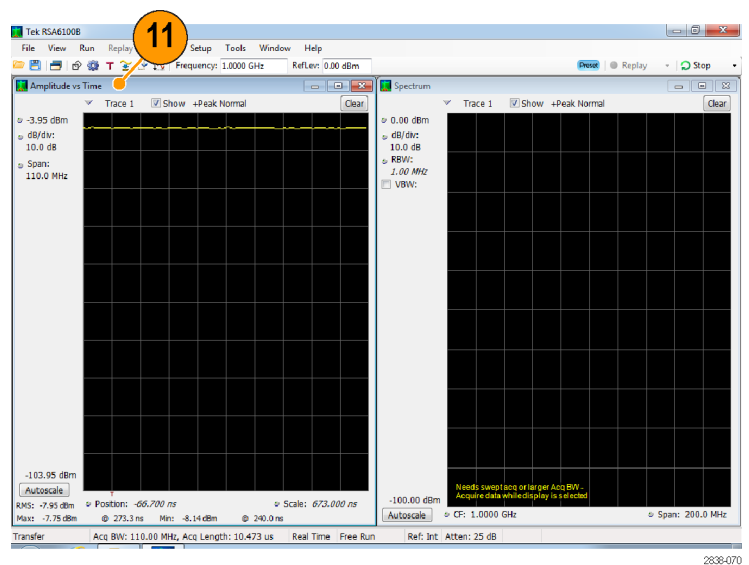 Tek RSA6100B
11
File View Run Replay Setup Tools Window Help
Frequency: 1.0000 GHz RefLev: 0.00 dBm Preset Replay Stop
Amplitude vs Time
Trace 1 Show +Peak Normal Clear
-3.95 dBm
dB/div:
10.0 dB
Span:
110.0 MHz
-103.95 dBm
Autoscale
Position: -66.700 ns Scale: 673.000 ns
RMS: -7.95 dBm
Max: -7.75 dBm @ 273.3 ns Min: -8.14 dBm @ 240.0 ns
Spectrum
Trace 1 Show +Peak Normal Clear
0.00 dBm
dB/div:
10.0 dB
RBW:
1.00 MHz
VBW:
Needs swept acq or larger Acq BW -
Acquire data while display is selected
-100.00 dBm
Autoscale CF: 1.0000 GHz Span: 200.0 MHz
Transfer Acq BW: 110.00 MHz, Acq Length: 10.473 us Real Time Free Run Ref: Int Atten: 25 dB
2838-070